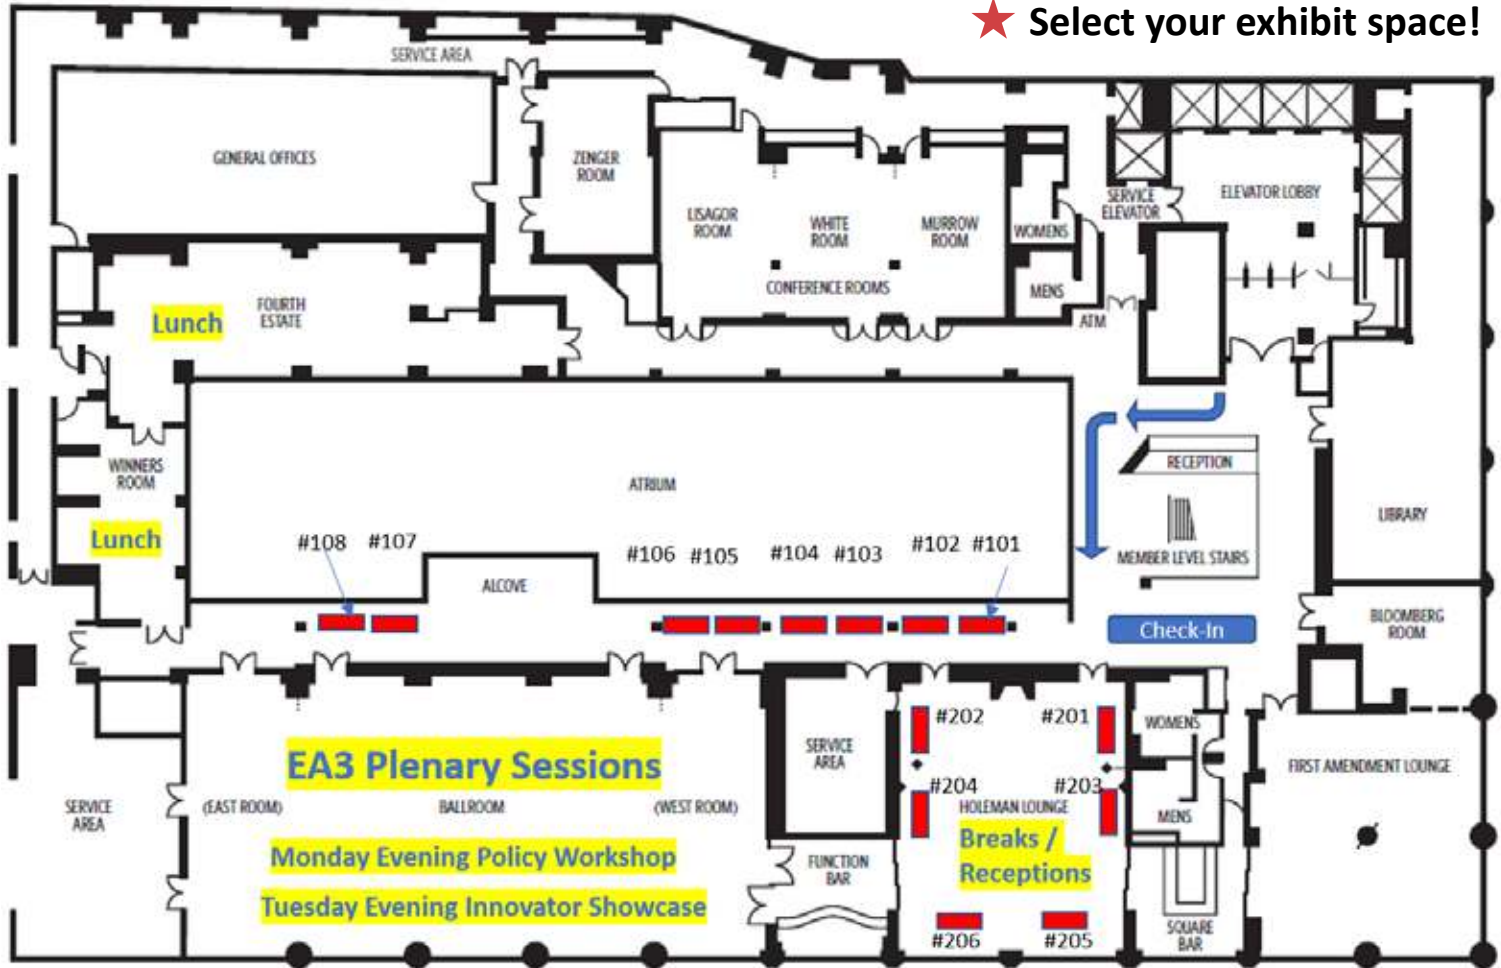 ★ Select your exhibit space!
SERVICE AREA
GENERAL OFFICES
ZENGER
ROOM
LISAGOR
ROOM
WHITE
ROOM
MURROW
ROOM
WOMENS
SERVICE
ELEVATOR
ELEVATOR LOBBY
CONFERENCE ROOMS
MENS
ATM
Lunch
FOURTH
ESTATE
WINNERS
ROOM
Lunch
ATRIUM
RECEPTION
LIBRARY
MEMBER LEVEL STAIRS
#108 #107
#106 #105 #104 #103 #102 #101
ALCOVE
Check-In
BLOOMBERG
ROOM
#202 #201
WOMENS
SERVICE
AREA
EA3 Plenary Sessions
FIRST AMENDMENT LOUNGE
#204 #203
SERVICE
AREA
(EAST ROOM) BALLROOM (WEST ROOM)
HOLEMAN LOUNGE
MENS
Breaks /
Receptions
Monday Evening Policy Workshop
FUNCTION
BAR
Tuesday Evening Innovator Showcase
#206 #205
SQUARE
BAR